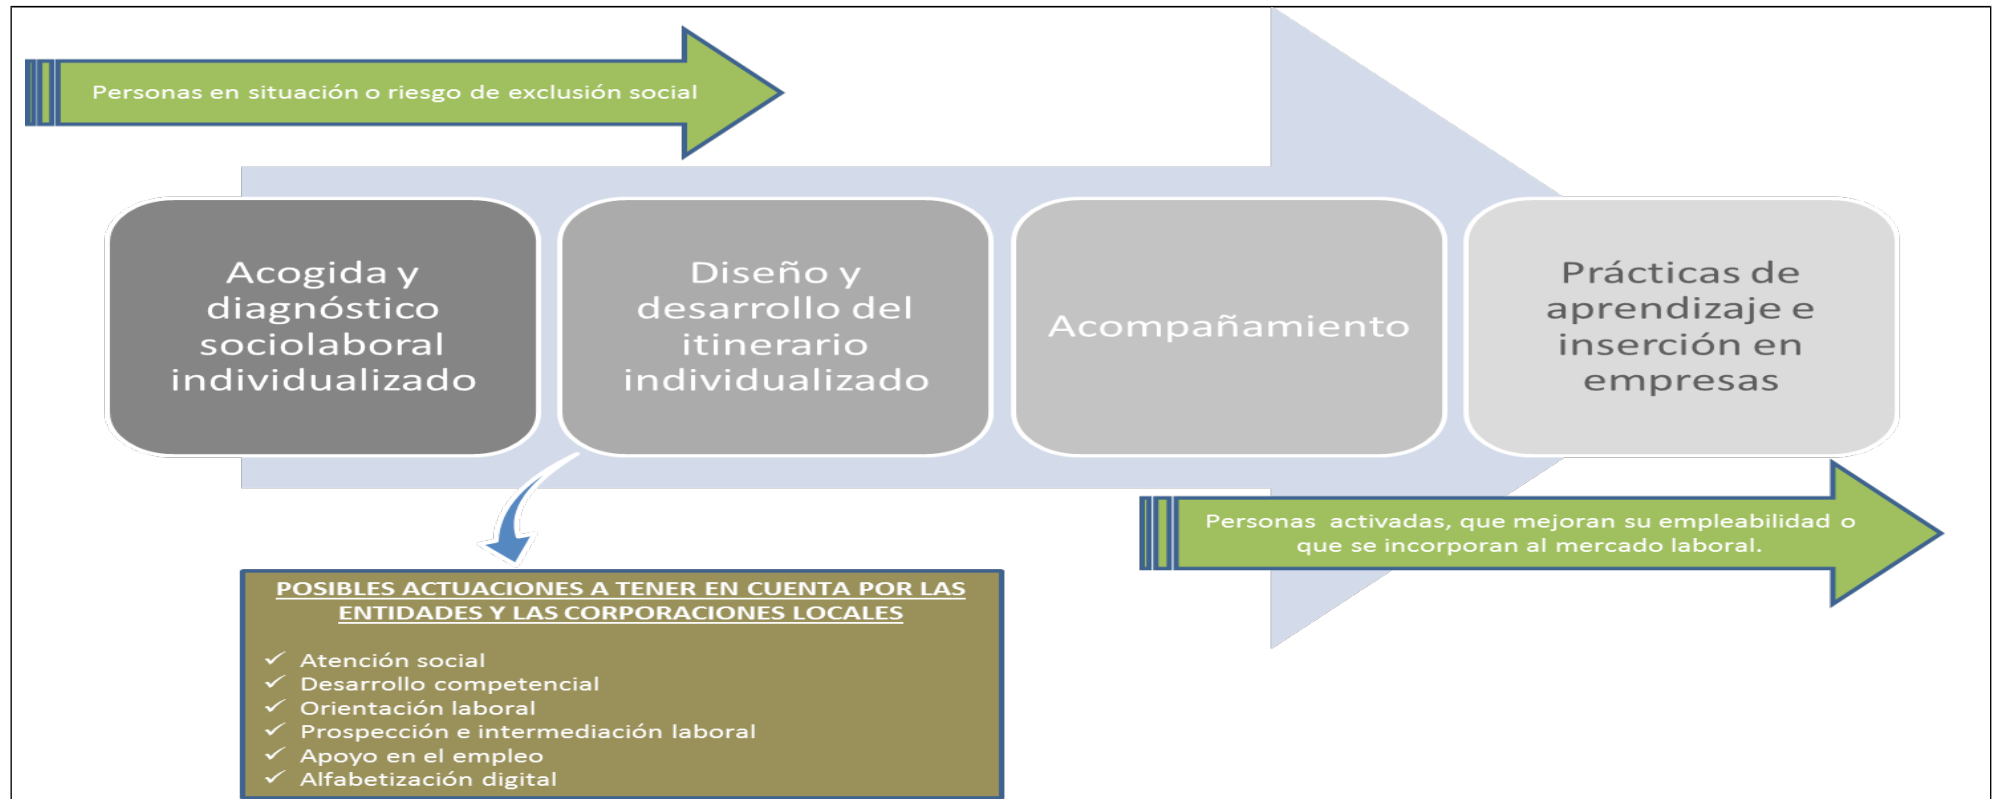 Personas en situación o riesgo de exclusión social
Acogida y
diagnóstico
sociolaboral
individualizado
Diseño y
desarrollo del
itinerario
individualizado
Acompañamiento
Prácticas de
aprendizaje e
inserción en
empresas
Personas activadas, que mejoran su empleabilidad o
que se incorporan al mercado laboral.
POSIBLES ACTUACIONES A TENER EN CUENTA POR LAS
ENTIDADES Y LAS CORPORACIONES LOCALES
✓ Atención social
✓ Desarrollo competencial
✓ Orientación laboral
✓ Prospección e intermediación laboral
✓ Apoyo en el empleo
✓ Alfabetización digital